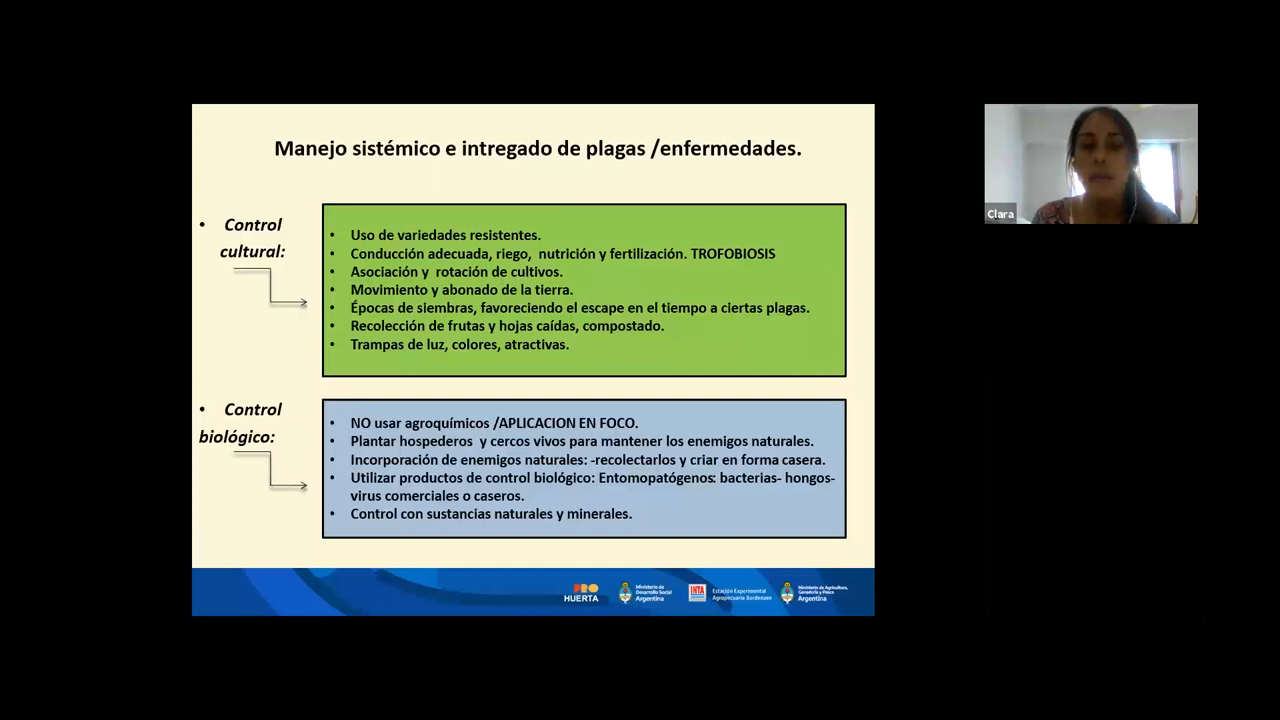 Manejo sistémico e intregado de plagas /enfermedades.
• Control
cultural:
• Uso de variedades resistentes.
• Conducción adecuada, riego, nutrición y fertilización. TROFOBIOSIS
• Asociación y rotación de cultivos.
• Movimiento y abonado de la tierra.
• Épocas de siembras, favoreciendo el escape en el tiempo a ciertas plagas.
• Recolección de frutas y hojas caídas, compostado.
• Trampas de luz, colores, atractivas.
• Control
biológico:
• NO usar agroquímicos /APLICACION EN FOCO.
• Plantar hospederos y cercos vivos para mantener los enemigos naturales.
• Incorporación de enemigos naturales: -recolectarlos y criar en forma casera.
• Utilizar productos de control biológico: Entomopatógenos: bacterias- hongos-
virus comerciales o caseros.
• Control con sustancias naturales y minerales.
PRO
HUERTA
Ministerio de
Desarrollo Social
Argentina
INTA
Estación Experimental
Agropecuaria Bordenave
Ministerio de Agricultura,
Ganadería y Pesca
Argentina
Clara